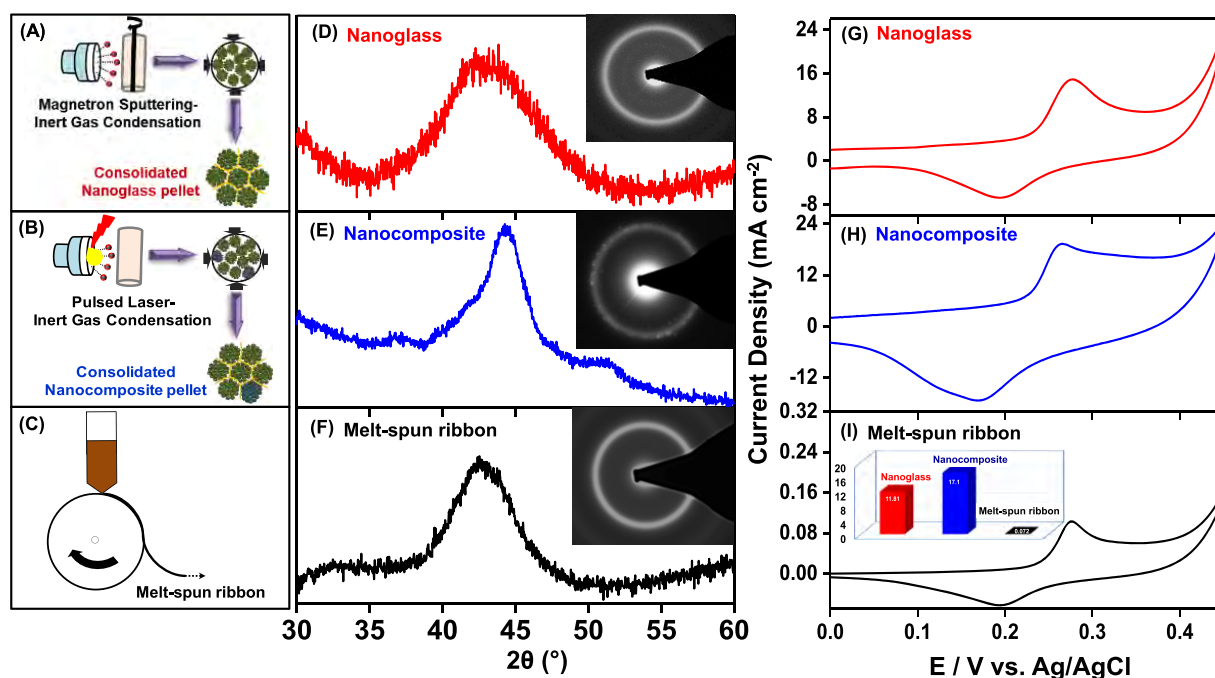 (A)
Magnetron Sputtering-
Inert Gas Condensation
Consolidated
Nanoglass pellet
(B)
Pulsed Laser-
Inert Gas Condensation
Consolidated
Nanocomposite pellet
(C)
Melt-spun ribbon
(D) Nanoglass
(E) Nanocomposite
(F) Melt-spun ribbon
30 35 40 45 50 55 60
2θ (°)
(G) Nanoglass
24
16
8
0
-8
(H) Nanocomposite
24
12
0
-12
Current Density (mA cm-2)
(I) Melt-spun ribbon
0.32
0.24
0.16
0.08
0.00
20
16
12
8
4
0
Nanoglass
11.81
Nanocomposite
17.1
Melt-spun ribbon
0.072
0.0 0.1 0.2 0.3 0.4
E / V vs. Ag/AgCl